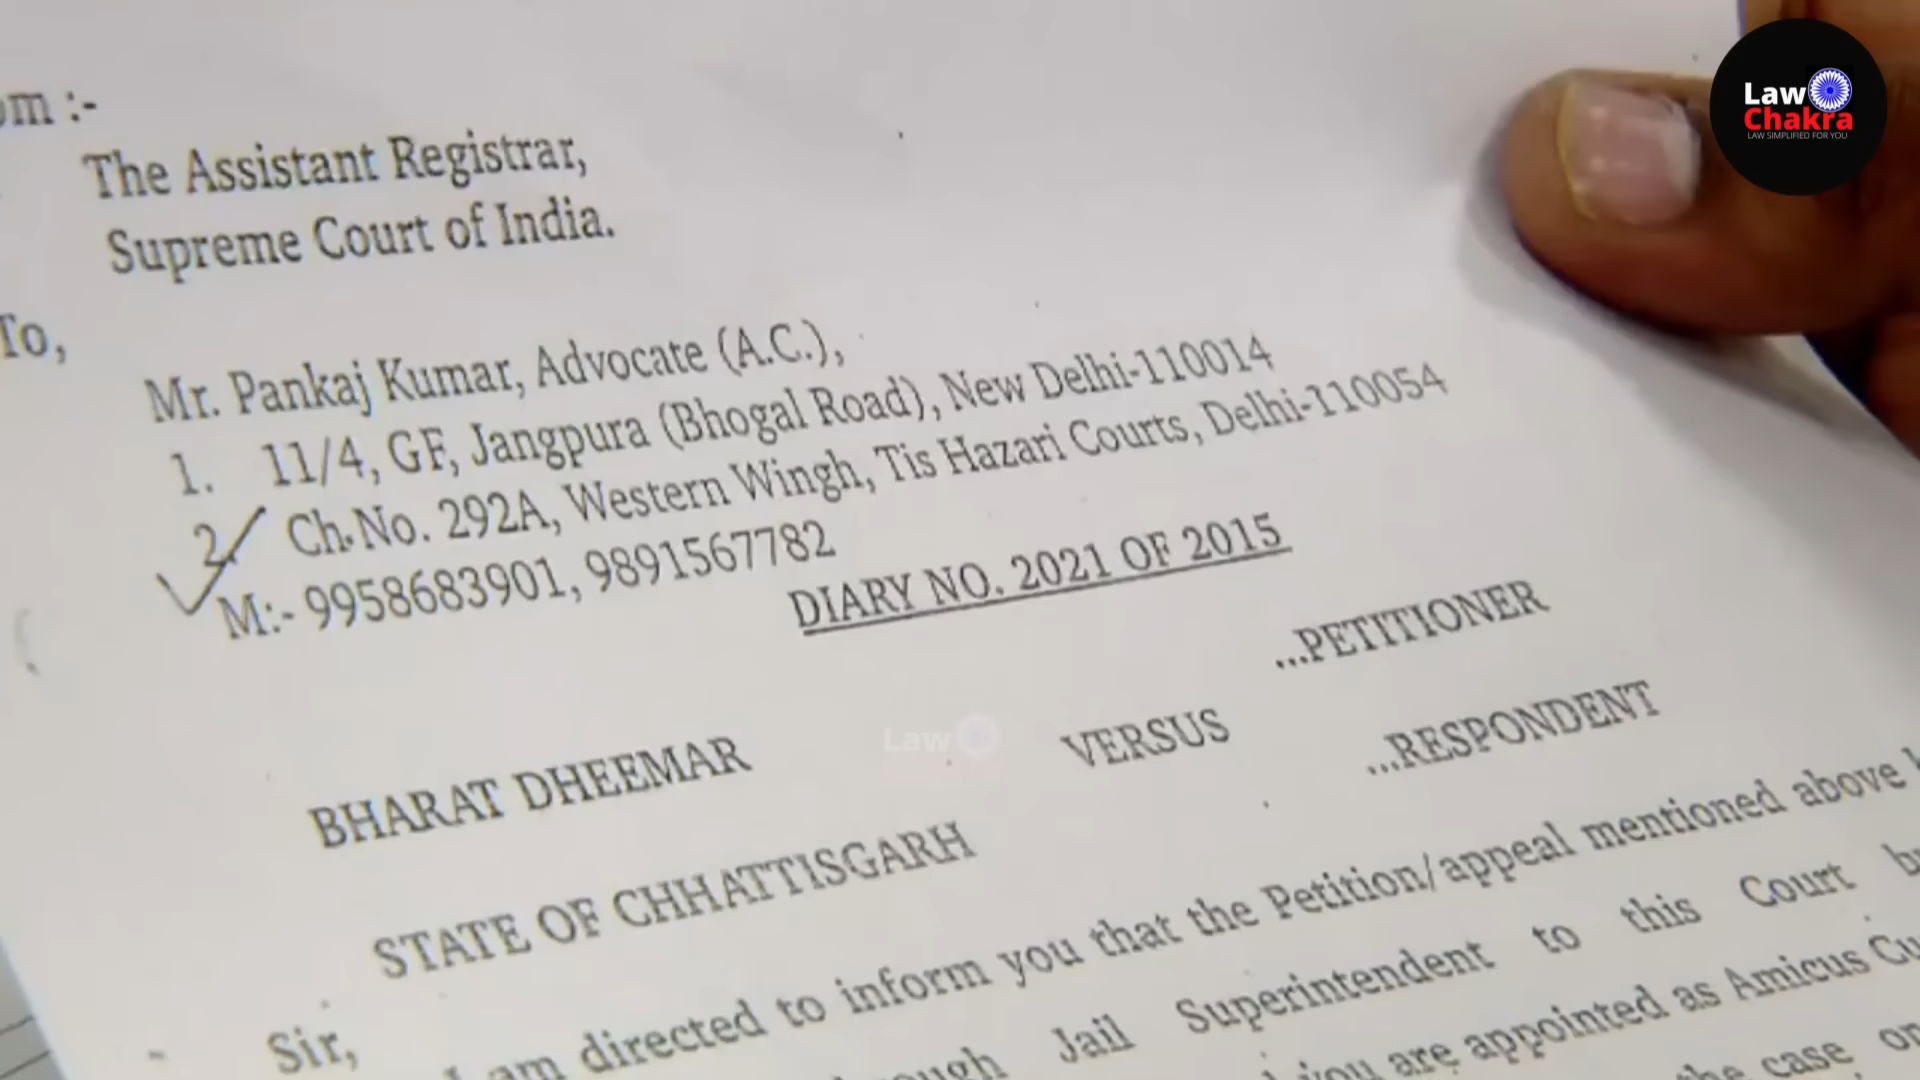 om :-
The Assistant Registrar,
Supreme Court of India.
To,
Mr. Pankaj Kumar, Advocate (A.C.),
1. 11/4, GF, Jangpura (Bhogal Road), New Delhi-110014
2. Ch.No. 292A, Western Wingh, Tis Hazari Courts, Delhi-110054
M:- 9958683901, 9891567782
DIARY NO. 2021 OF 2015
...PETITIONER
BHARAT DHEEMAR
VERSUS
...RESPONDENT
STATE OF CHHATTISGARH
Sir,
I am directed to inform you that the Petition/appeal mentioned above
Jail Superintendent to this Court
you are appointed as Amicus Cu
the case
Law Chakra
LAW SIMPLIFIED FOR YOU
Law